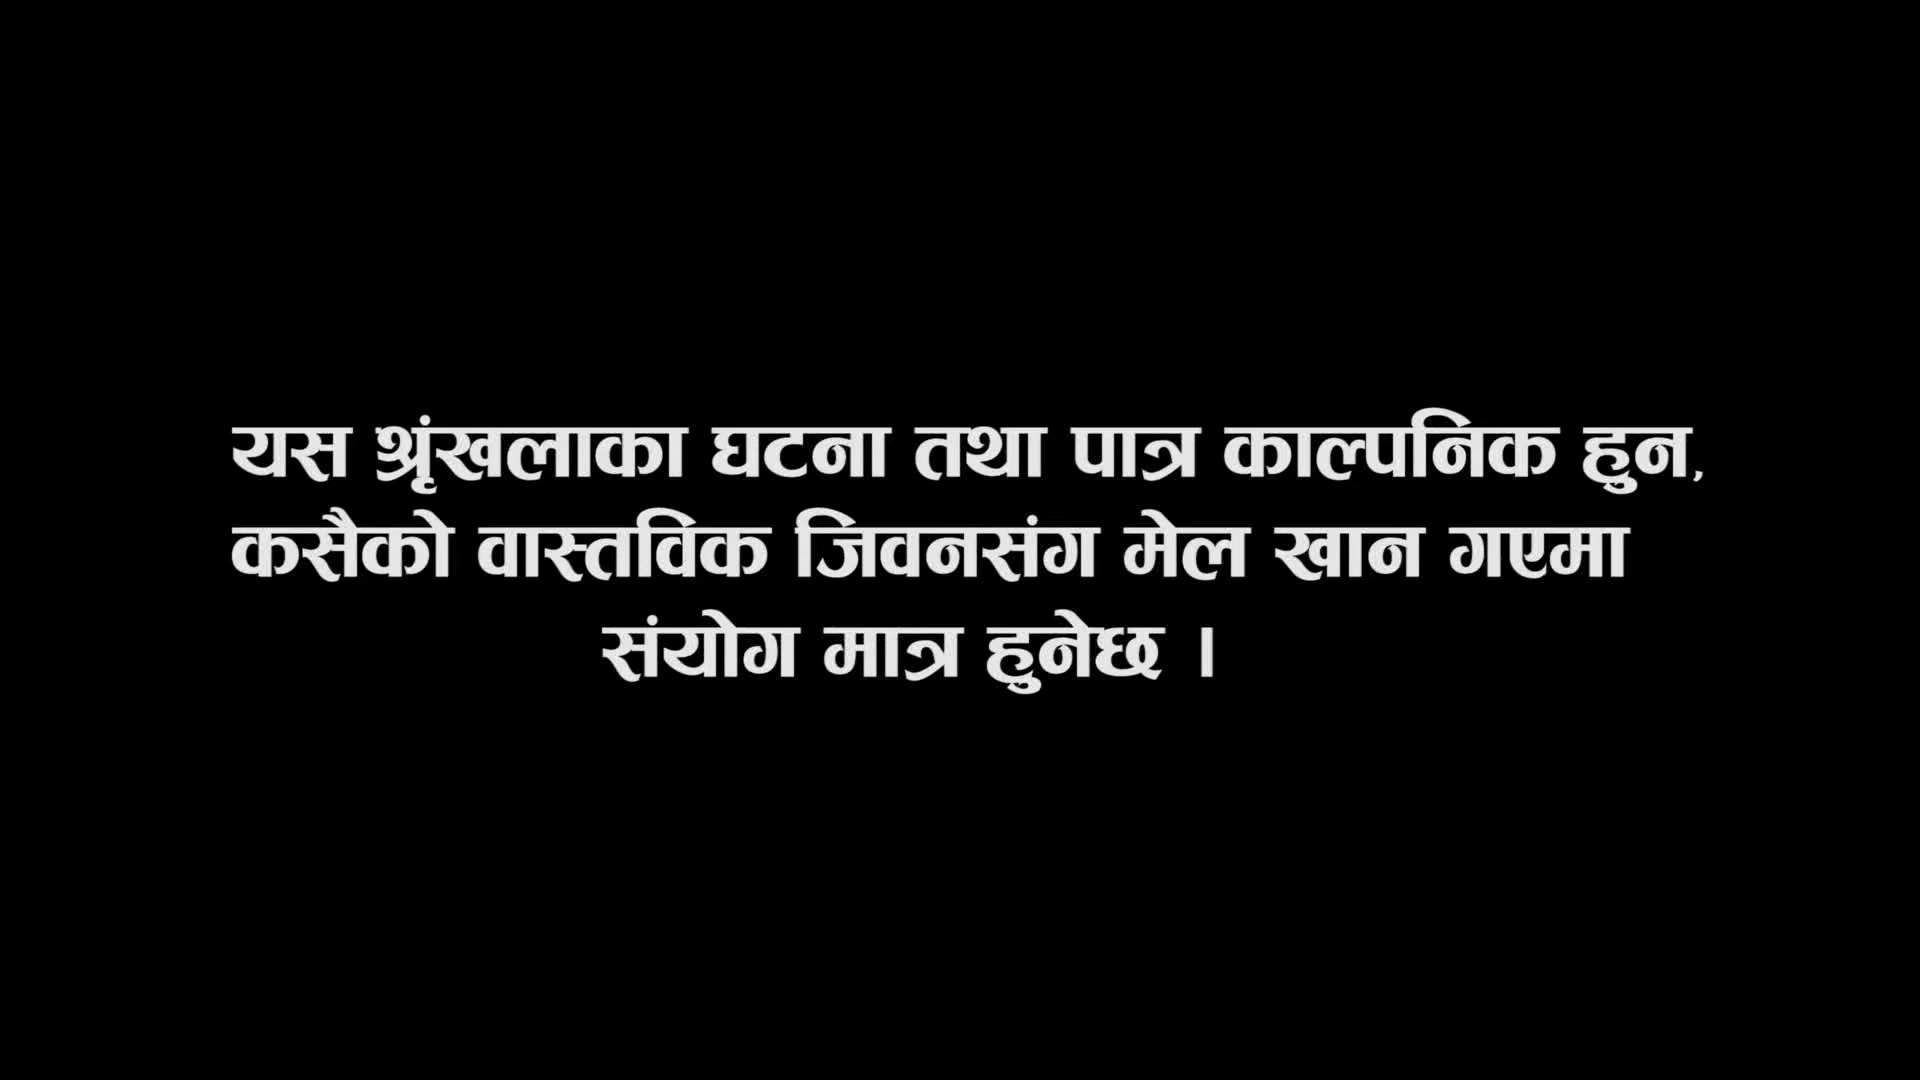 यस श्रृंखलाका घटना तथा पात्र काल्पनिक हुन,
कसैको वास्तविक जिवनसंग मेल खान गएमा
संयोग मात्र हुनेछ ।